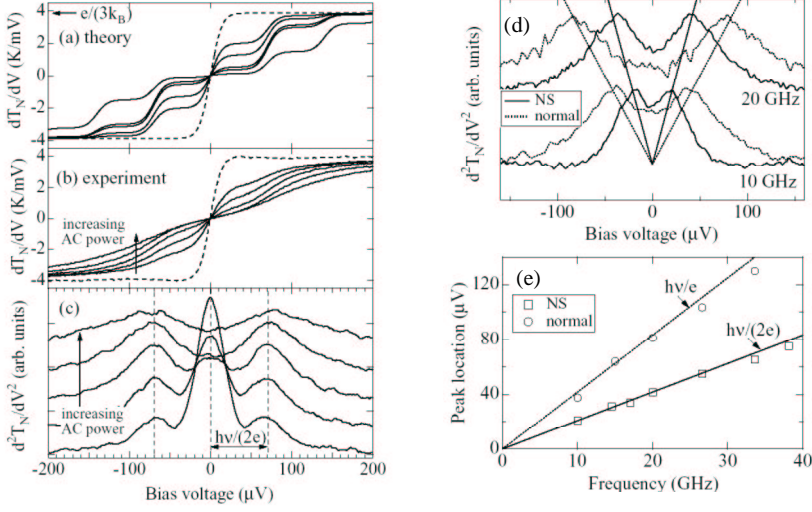 e/(3k_B)
(a) theory
dT_N/dV (K/mV)
4
2
0
-2
-4
(b) experiment
increasing
AC power
dT_N/dV (K/mV)
4
2
0
-2
-4
(c)
increasing
AC power
hν/(2e)
d²T_N/dV² (arb. units)
-200
-100
0
100
200
Bias voltage (µV)
(d)
d²T_N/dV² (arb. units)
NS
normal
20 GHz
10 GHz
-100
0
100
Bias voltage (µV)
(e)
NS
normal
hν/e
hν/(2e)
Peak location (µV)
120
80
40
0
0
10
20
30
40
Frequency (GHz)